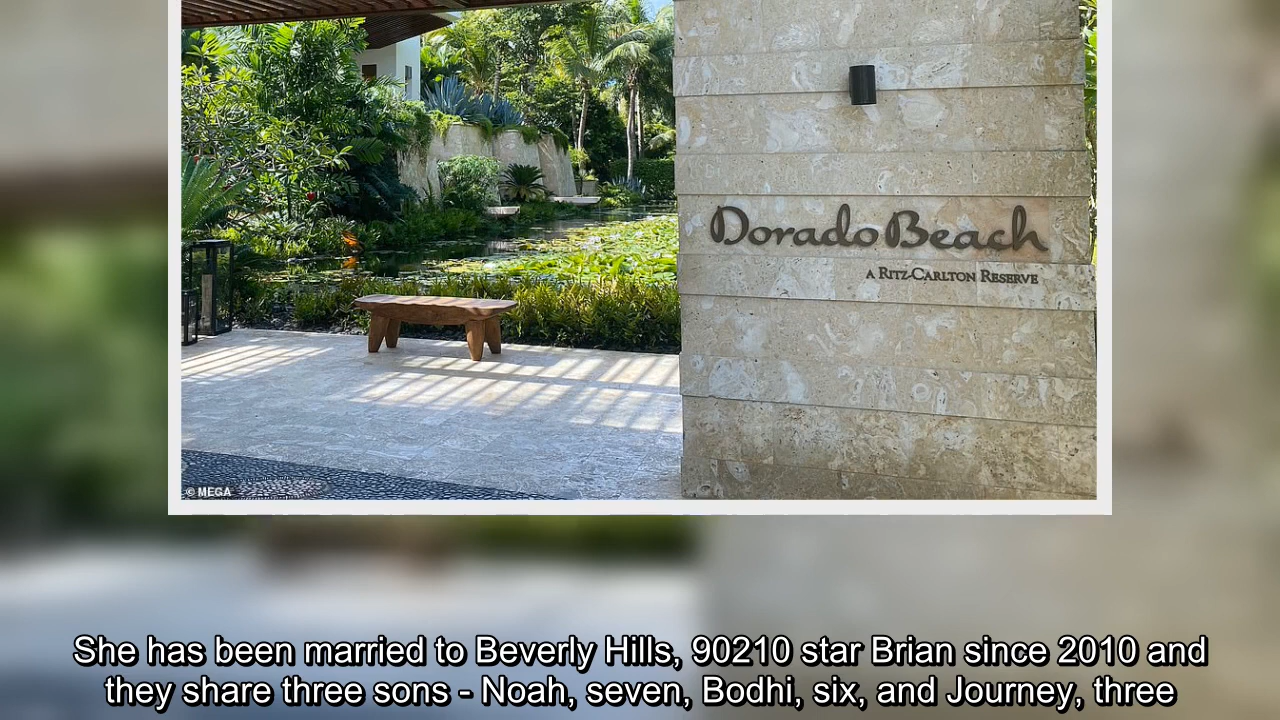 Dorado Beach
A RITZ-CARLTON RESERVE
© MEGA
She has been married to Beverly Hills, 90210 star Brian since 2010 and
they share three sons - Noah, seven, Bodhi, six, and Journey, three